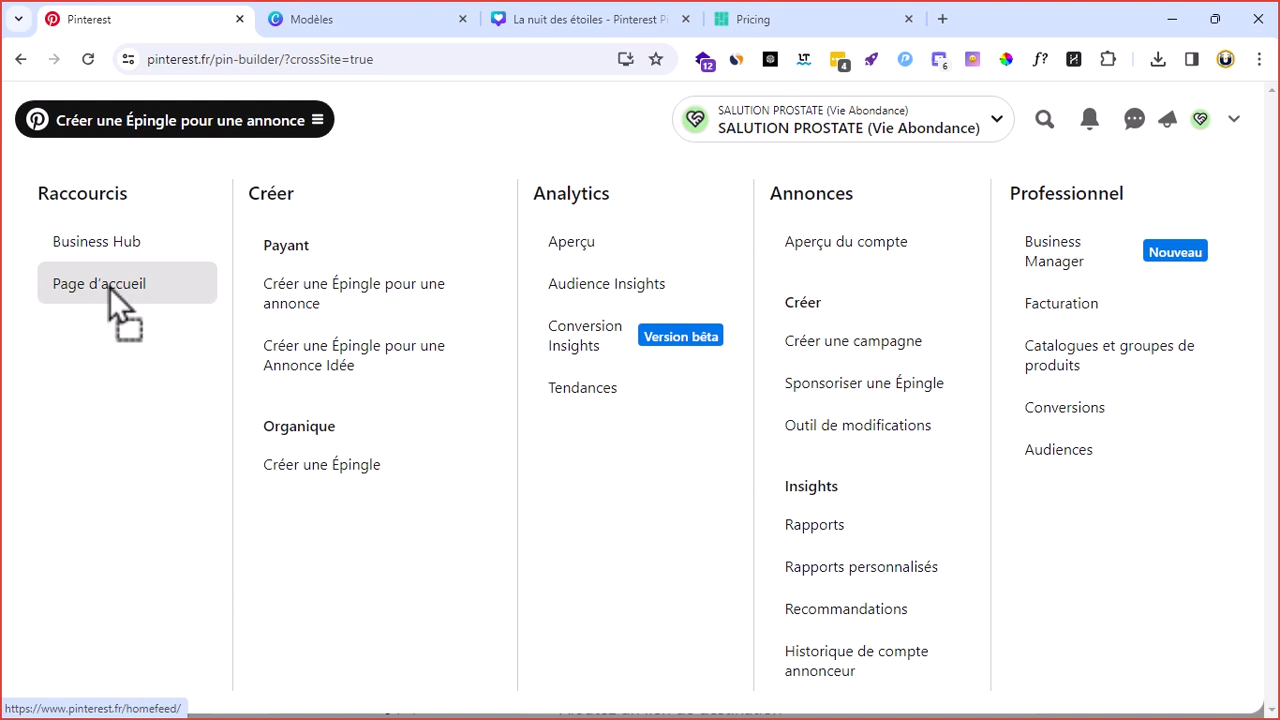 Pinterest
Modèles
La nuit des étoiles - Pinterest Pi
Pricing
pinterest.fr/pin-builder/?crossSite=true
12
LT
4
6
f?
Créer une Épingle pour une annonce
SALUTION PROSTATE (Vie Abondance)
SALUTION PROSTATE (Vie Abondance)
Raccourcis
Business Hub
Page d'accueil
Créer
Payant
Créer une Épingle pour une
annonce
Créer une Épingle pour une
Annonce Idée
Organique
Créer une Épingle
Analytics
Aperçu
Audience Insights
Conversion
Insights
Version bêta
Tendances
Annonces
Aperçu du compte
Créer
Créer une campagne
Sponsoriser une Épingle
Outil de modifications
Insights
Rapports
Rapports personnalisés
Recommandations
Historique de compte
annonceur
Professionnel
Business
Manager
Nouveau
Facturation
Catalogues et groupes de
produits
Conversions
Audiences
https://www.pinterest.fr/homefeed/